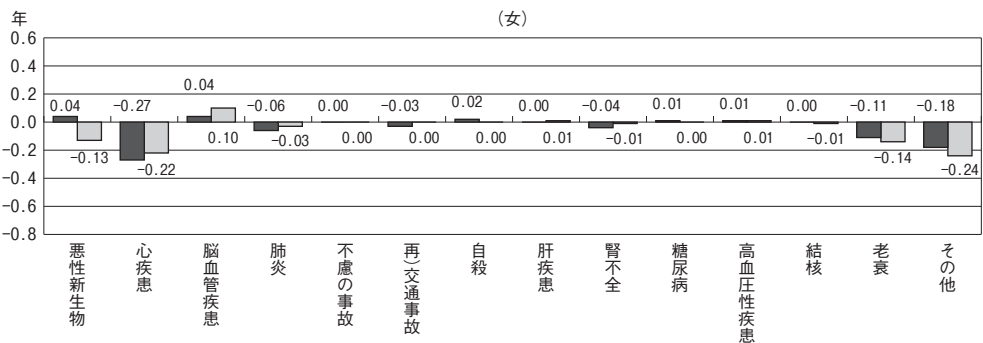 年
(女)
0.6
0.4
0.2
0.0
-0.2
-0.4
-0.6
-0.8
0.04 -0.27 0.04 -0.06 0.00 -0.03 0.02 0.00 -0.04 0.01 0.01 0.00 -0.11 -0.18
-0.13 -0.22 0.10 -0.03 0.00 0.00 0.00 0.01 -0.01 0.00 0.01 -0.01 -0.14 -0.24
悪性新生物
心疾患
脳血管疾患
肺炎
不慮の事故
再)交通事故
自殺
肝疾患
腎不全
糖尿病
高血圧性疾患
結核
老衰
その他